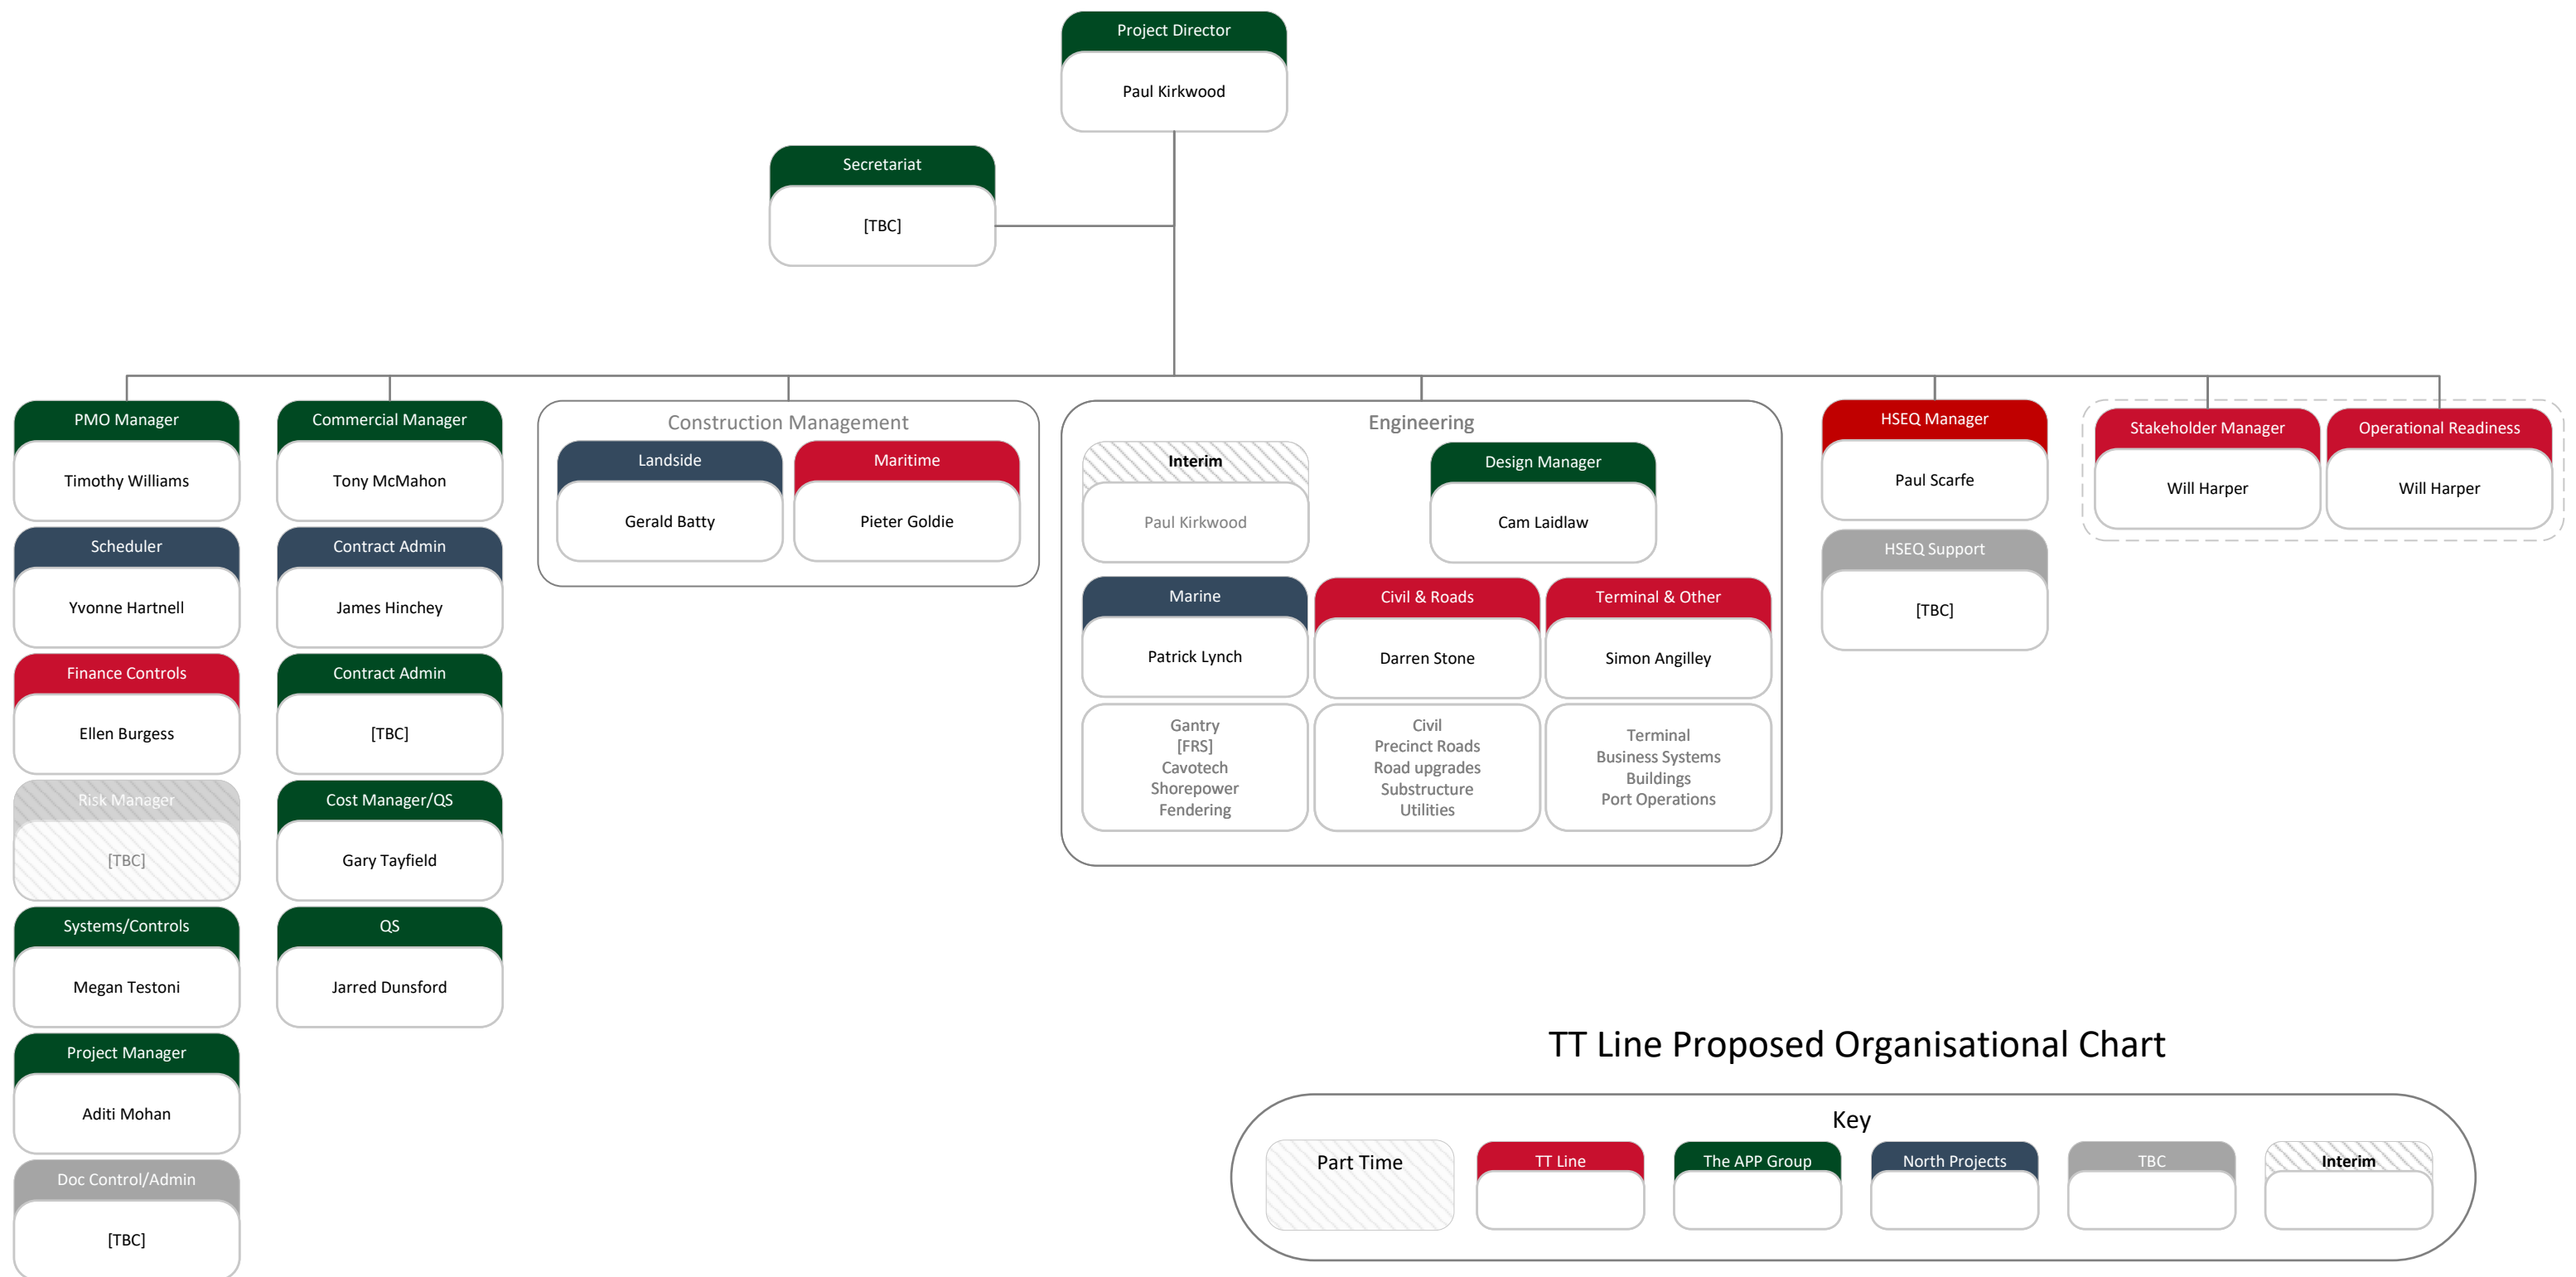 Project Director
Paul Kirkwood
Secretariat
[TBC]
PMO Manager
Timothy Williams
Scheduler
Yvonne Hartnell
Finance Controls
Ellen Burgess
Risk Manager
[TBC]
Systems/Controls
Megan Testoni
Project Manager
Aditi Mohan
Doc Control/Admin
[TBC]
Commercial Manager
Tony McMahon
Contract Admin
James Hinchey
Contract Admin
[TBC]
Cost Manager/QS
Gary Tayfield
QS
Jarred Dunsford
Construction Management
Landside
Gerald Batty
Maritime
Pieter Goldie
Engineering
Interim
Paul Kirkwood
Design Manager
Cam Laidlaw
Marine
Patrick Lynch
Gantry
[FRS]
Cavotech
Shorepower
Fendering
Civil & Roads
Darren Stone
Civil
Precinct Roads
Road upgrades
Substructure
Utilities
Terminal & Other
Simon Angilley
Terminal
Business Systems
Buildings
Port Operations
HSEQ Manager
Paul Scarfe
HSEQ Support
[TBC]
Stakeholder Manager
Will Harper
Operational Readiness
Will Harper
TT Line Proposed Organisational Chart
Key
Part Time
TT Line
The APP Group
North Projects
TBC
Interim